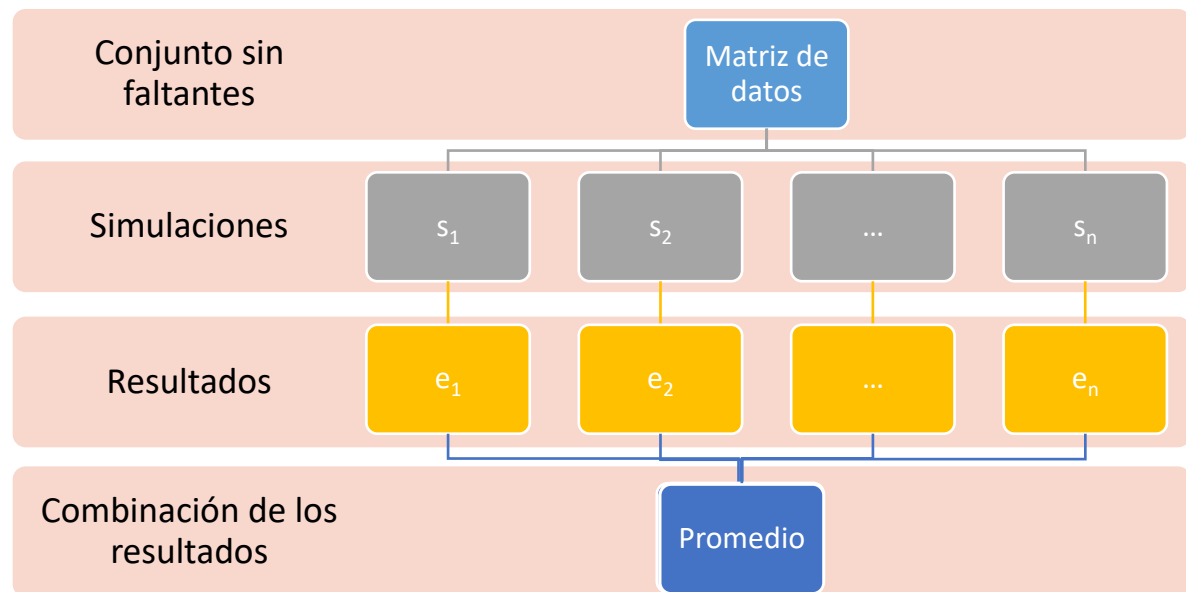 Conjunto sin
faltantes
Matriz de
datos
Simulaciones
s₁
s₂
...
sₙ
Resultados
e₁
e₂
...
eₙ
Combinación de los
resultados
Promedio